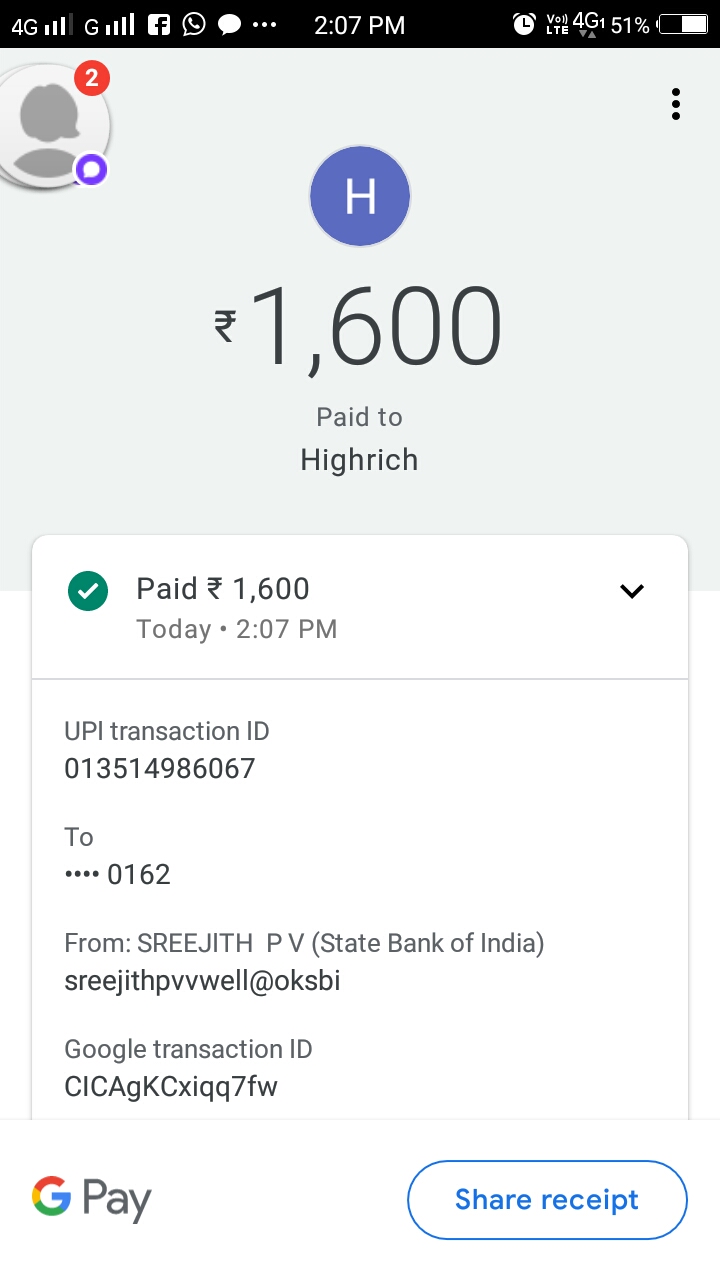 4G G 2:07 PM Vo)) LTE 4G1 51%
2
H
₹1,600
Paid to
Highrich
Paid ₹ 1,600
Today • 2:07 PM
UPI transaction ID
013514986067
To
•••• 0162
From: SREEJITH P V (State Bank of India)
sreejithpvvwell@oksbi
Google transaction ID
CICAgKCxiqq7fw
G Pay
Share receipt